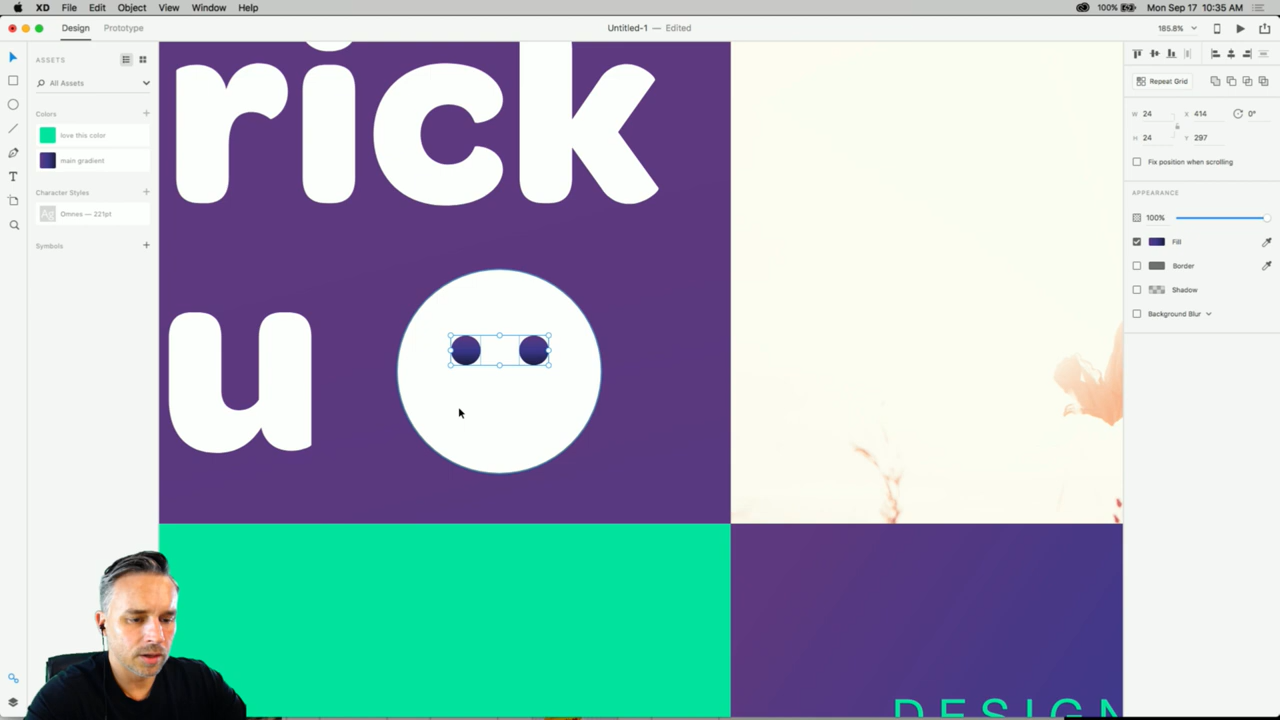 XD File Edit Object View Window Help
100% Mon Sep 17 10:35 AM
Design Prototype
Untitled-1 — Edited
185.8%
ASSETS
All Assets
Colors
love this color
main gradient
Character Styles
Ag Omnes — 221pt
Symbols
rick
u
DESIGN
Repeat Grid
W 24 X 414 0°
H 24 Y 297
Fix position when scrolling
APPEARANCE
100%
Fill
Border
Shadow
Background Blur